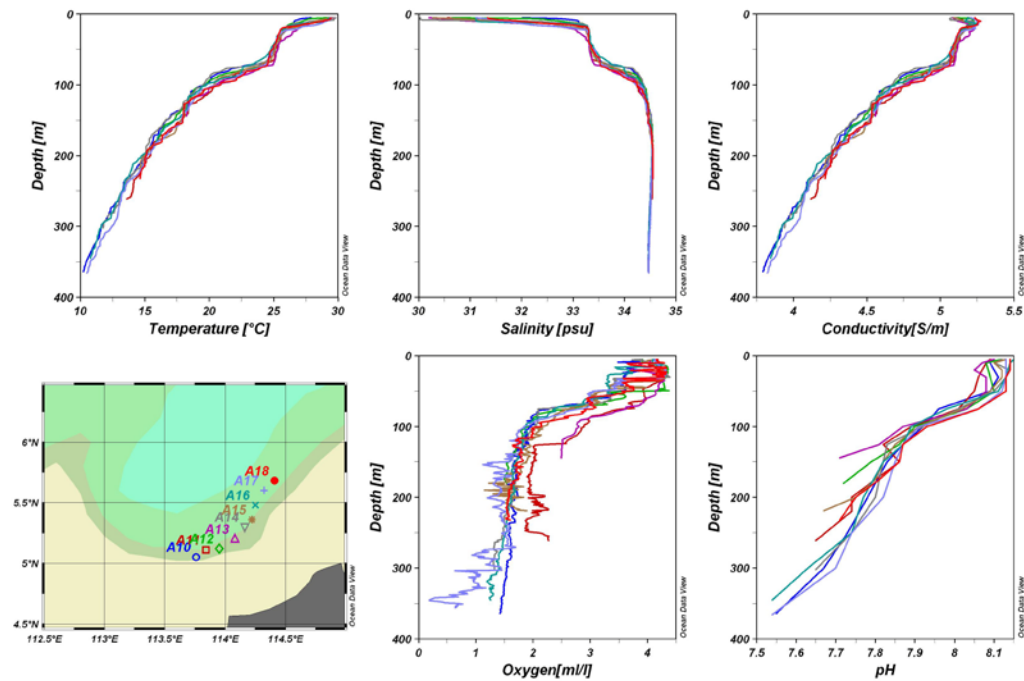 0
100
200
300
400
Depth [m]
10
15
20
25
30
Temperature [°C]
Ocean Data View
0
100
200
300
400
Depth [m]
30
31
32
33
34
35
Salinity [psu]
Ocean Data View
0
100
200
300
400
Depth [m]
4
4.5
5
5.5
Conductivity[S/m]
Ocean Data View
6°N
5.5°N
5°N
4.5°N
A18
A17
A16
A15
A14
A13
A12
A11
A10
112.5°E
113°E
113.5°E
114°E
114.5°E
Ocean Data View
0
100
200
300
400
Depth [m]
0
1
2
3
4
Oxygen[ml/l]
Ocean Data View
0
100
200
300
400
Depth [m]
7.5
7.6
7.7
7.8
7.9
8
8.1
pH
Ocean Data View